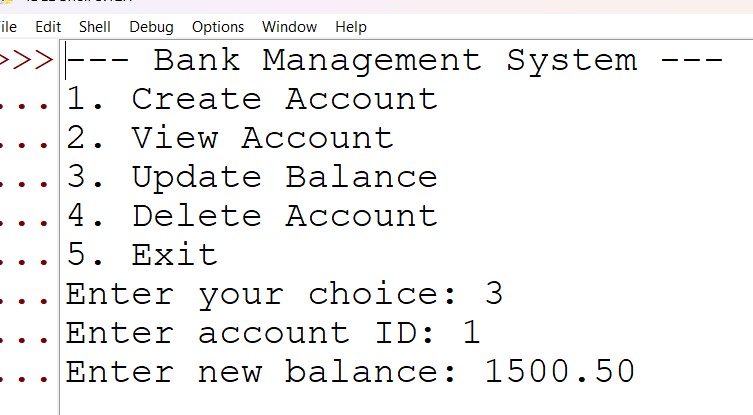 File Edit Shell Debug Options Window Help
>>> --- Bank Management System ---
... 1. Create Account
... 2. View Account
... 3. Update Balance
... 4. Delete Account
... 5. Exit
... Enter your choice: 3
... Enter account ID: 1
... Enter new balance: 1500.50